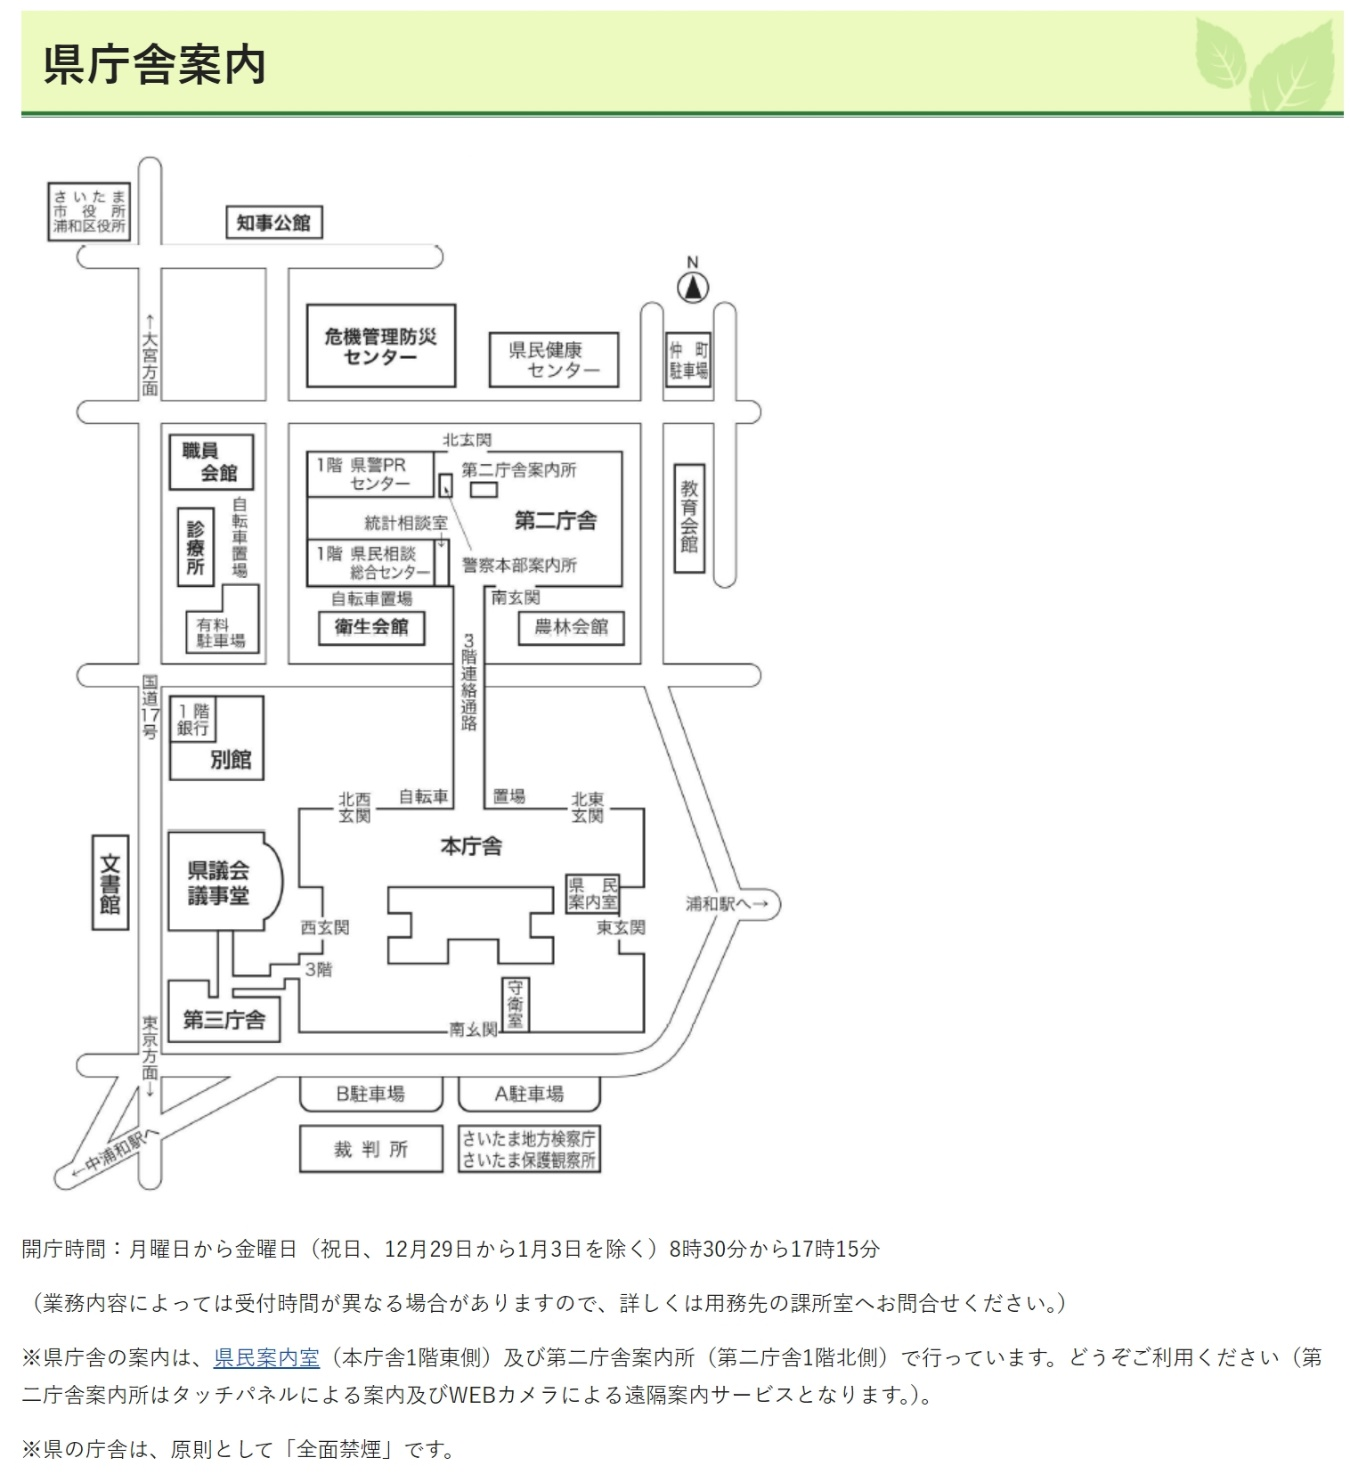 県庁舎案内
さいたま
市役所
浦和区役所
知事公館
N
↑大宮方面
危機管理防災
センター
県民健康
センター
仲町
駐車場
北玄関
職員
会館
1階 県警PR
センター
第二庁舎案内所
自転車置場
診療所
統計相談室
↓
第二庁舎
教育会館
1階 県民相談
総合センター
警察本部案内所
自転車置場
南玄関
有料
駐車場
衛生会館
農林会館
3階連絡通路
国道17号
1階
銀行
別館
北西
玄関
自転車
置場
北東
玄関
本庁舎
文書館
県議会
議事堂
県民
案内室
浦和駅へ→
西玄関
東玄関
3階
守衛室
第三庁舎
南玄関
東京方面→
B駐車場
A駐車場
←中浦和駅へ
裁判所
さいたま地方検察庁
さいたま保護観察所
開庁時間：月曜日から金曜日（祝日、12月29日から1月3日を除く）8時30分から17時15分
（業務内容によっては受付時間が異なる場合がありますので、詳しくは用務先の課所室へお問合せください。）
※県庁舎の案内は、県民案内室（本庁舎1階東側）及び第二庁舎案内所（第二庁舎1階北側）で行っています。どうぞご利用ください（第
二庁舎案内所はタッチパネルによる案内及びWEBカメラによる遠隔案内サービスとなります。）。
※県の庁舎は、原則として「全面禁煙」です。